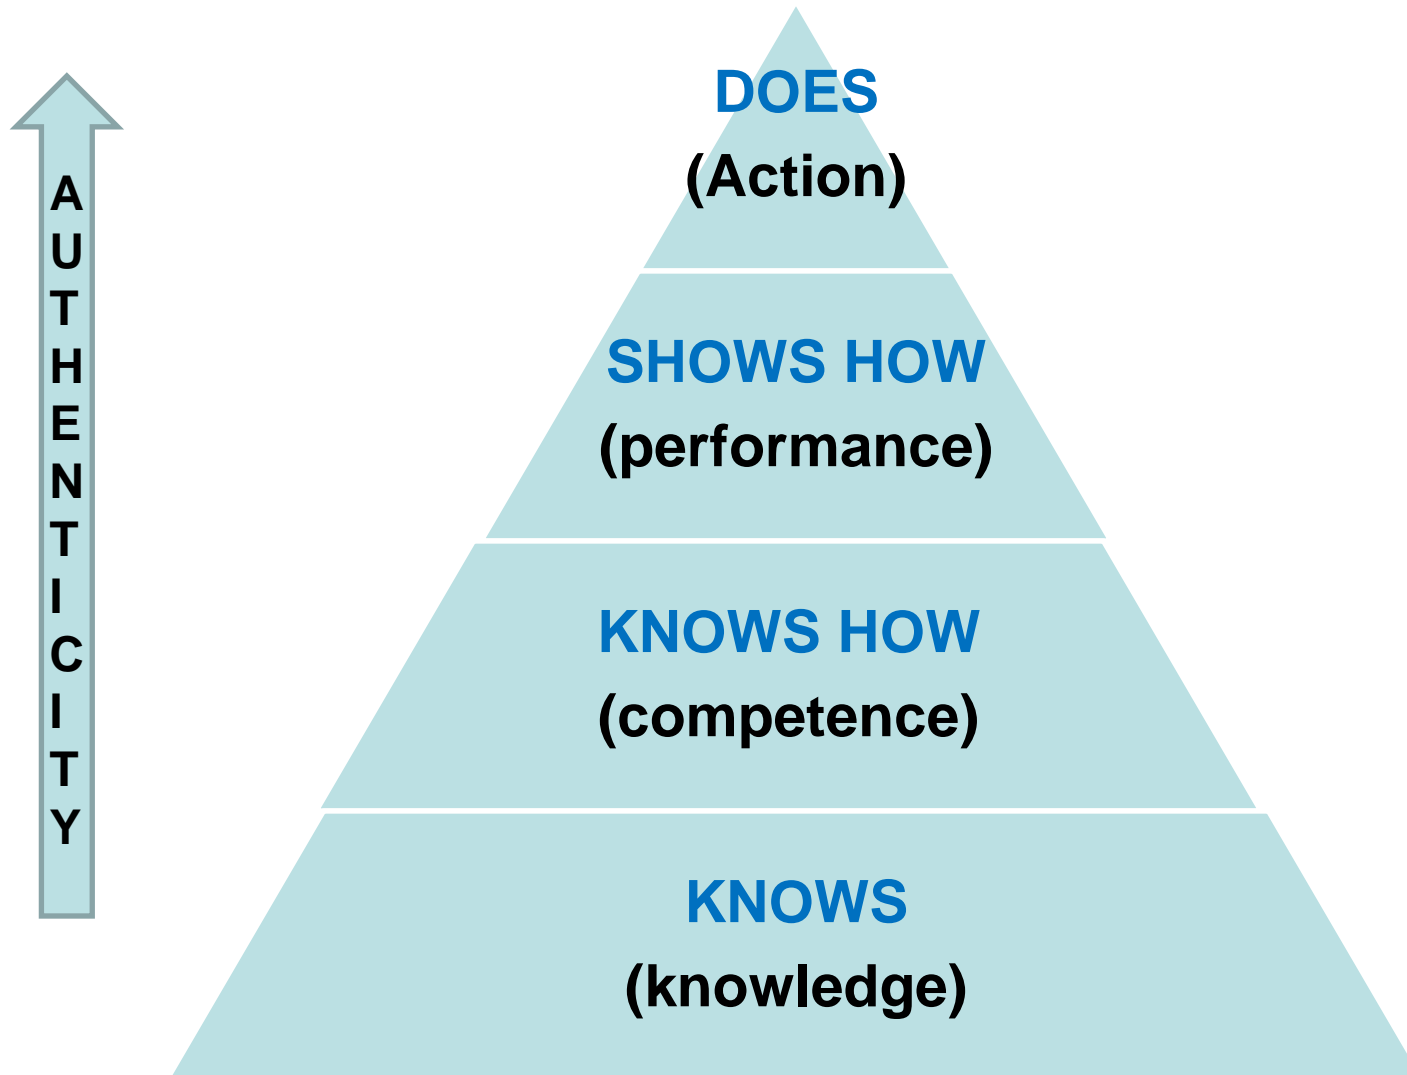 AUTHENTICITY
DOES
(Action)
SHOWS HOW
(performance)
KNOWS HOW
(competence)
KNOWS
(knowledge)